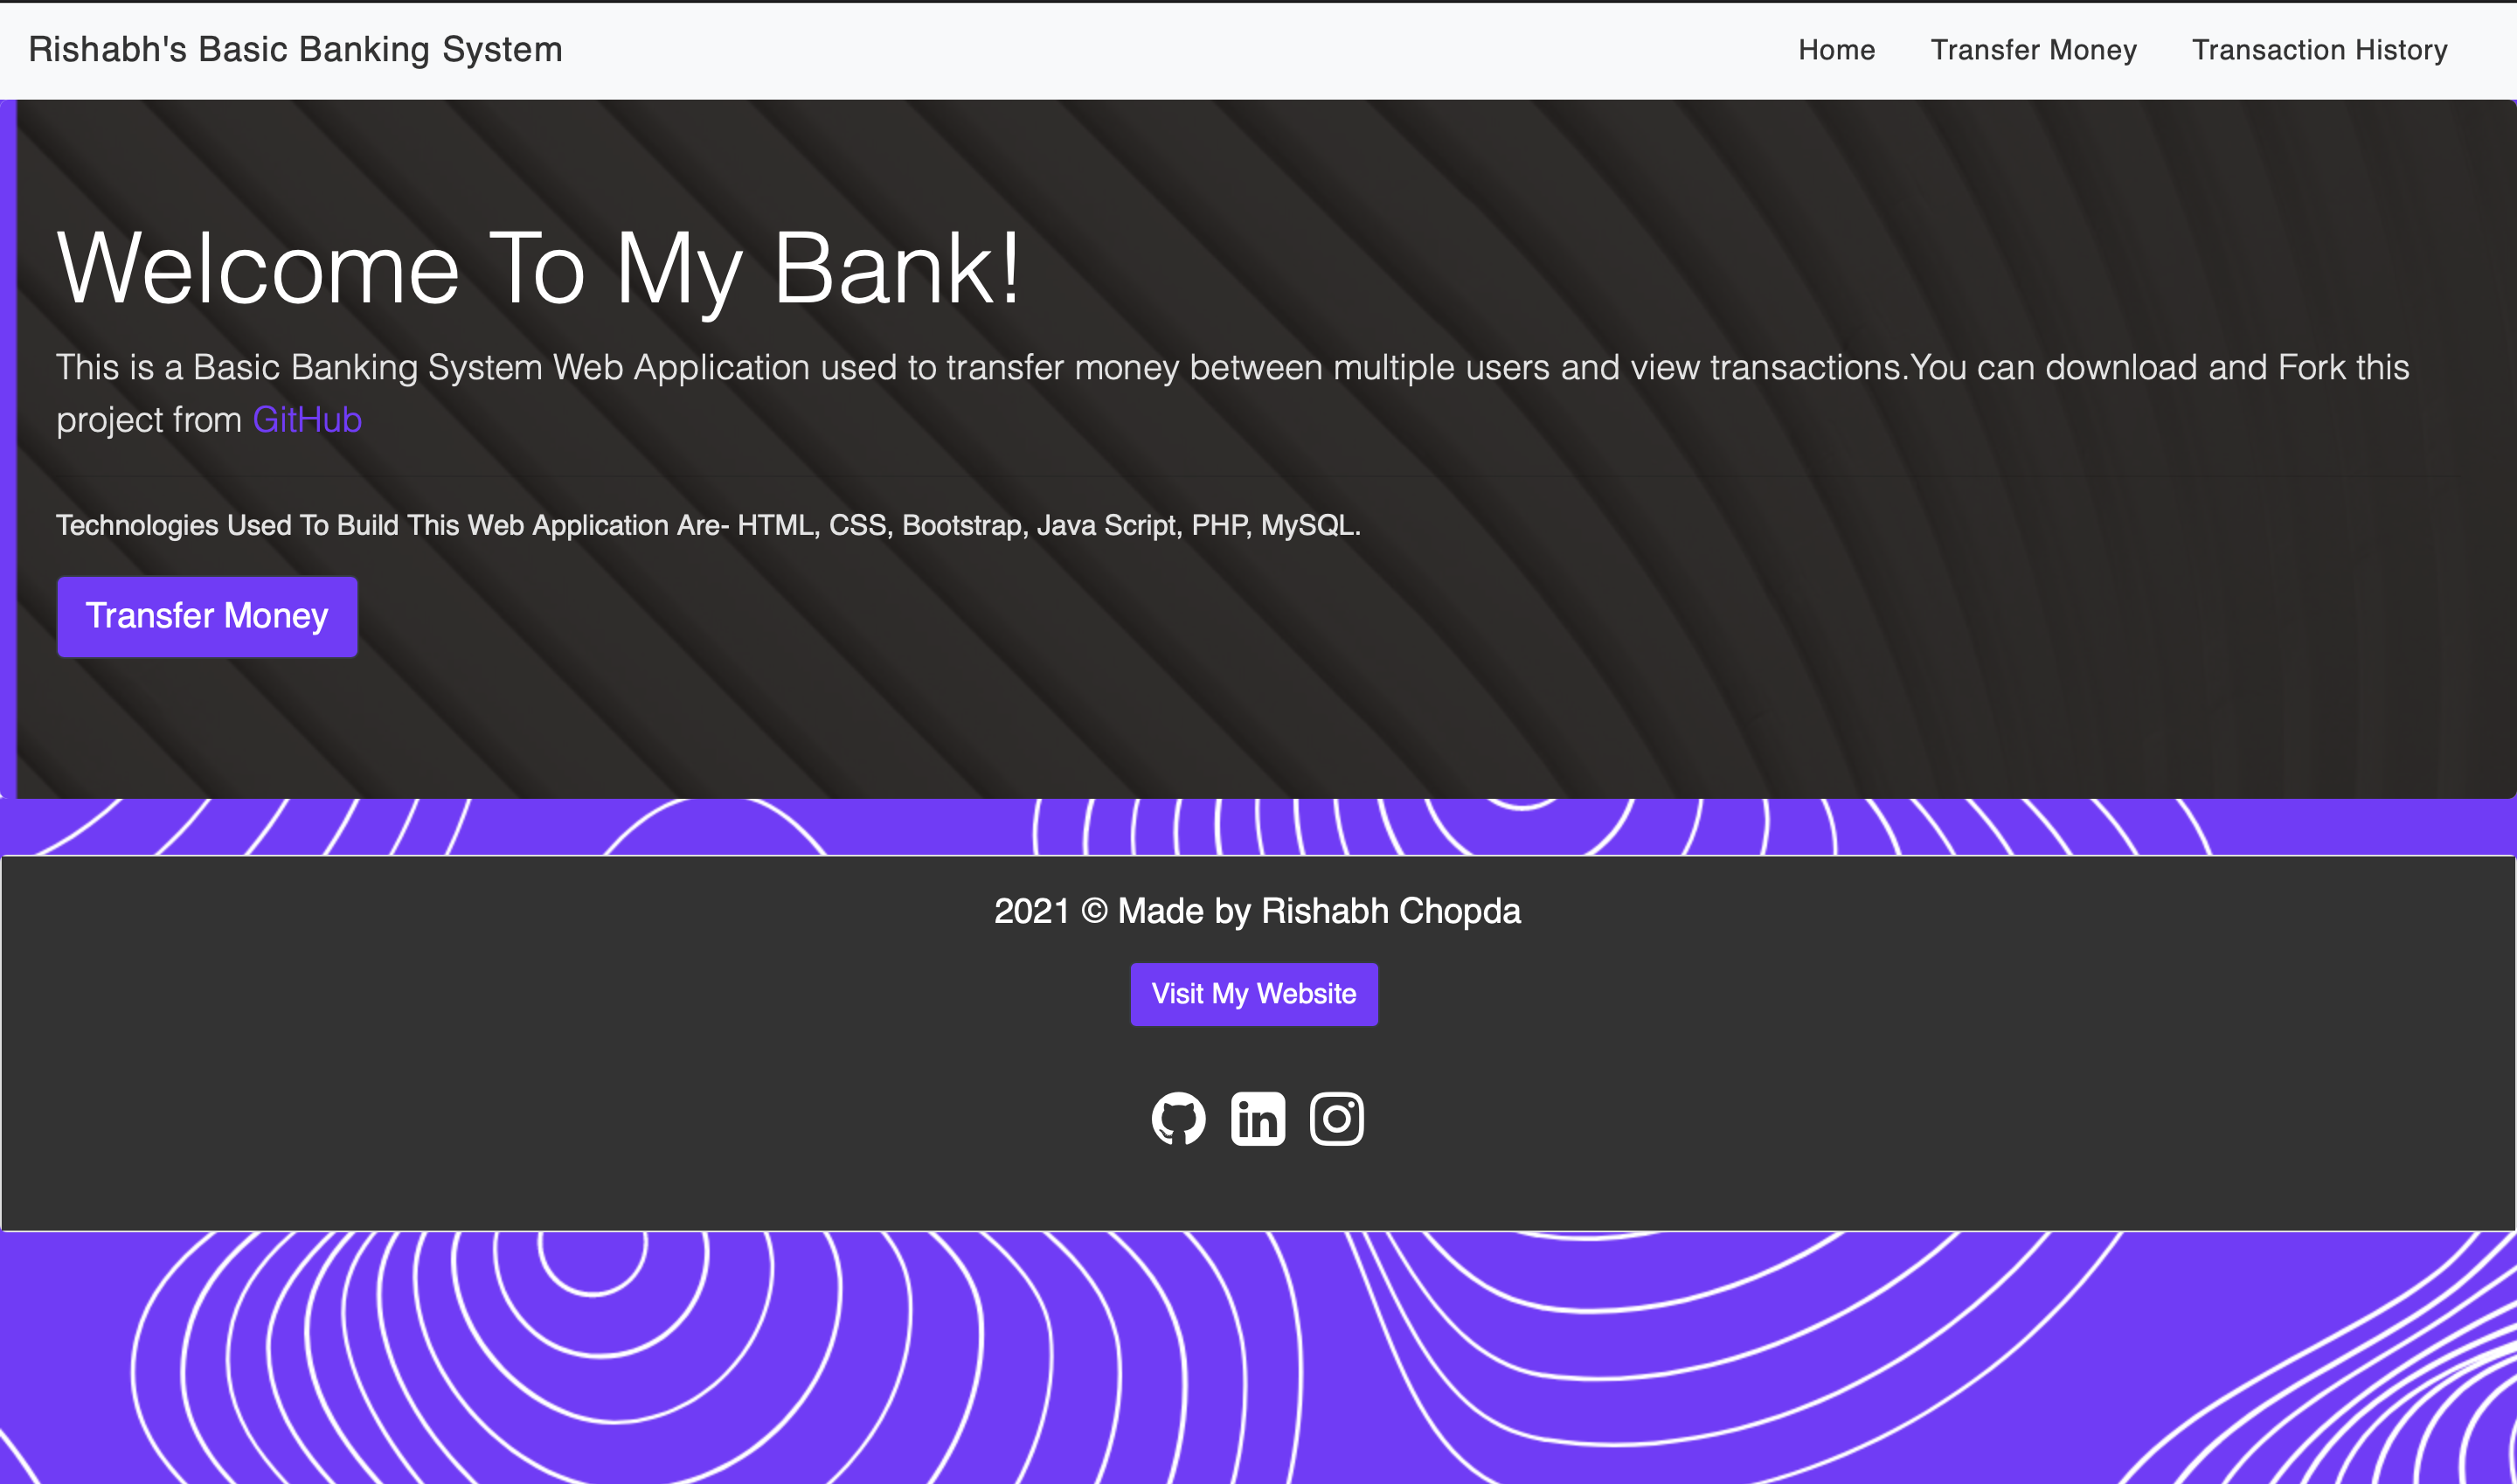 Rishabh's Basic Banking System
Home
Transfer Money
Transaction History
Welcome To My Bank!
This is a Basic Banking System Web Application used to transfer money between multiple users and view transactions.You can download and Fork this
project from GitHub
Technologies Used To Build This Web Application Are- HTML, CSS, Bootstrap, Java Script, PHP, MySQL.
Transfer Money
2021 © Made by Rishabh Chopda
Visit My Website
in